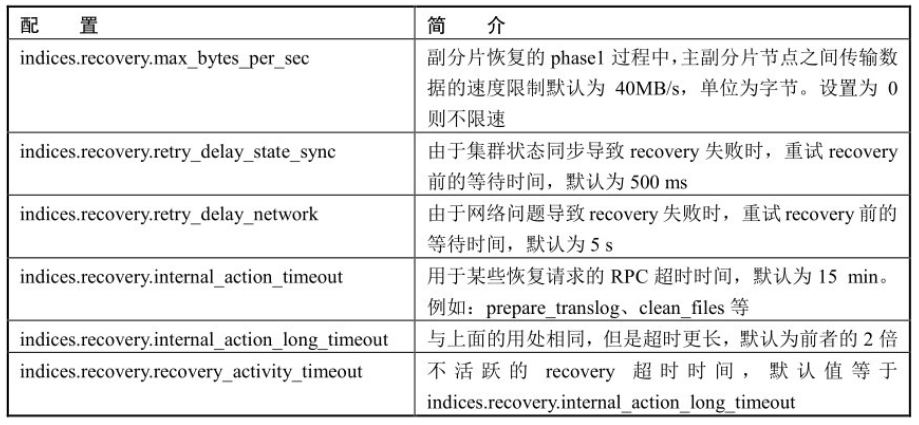 配 置 简 介
indices.recovery.max_bytes_per_sec 副分片恢复的 phase1 过程中，主副分片节点之间传输数
据的速度限制默认为 40MB/s，单位为字节。设置为 0
则不限速
indices.recovery.retry_delay_state_sync 由于集群状态同步导致 recovery 失败时，重试 recovery
前的等待时间，默认为 500 ms
indices.recovery.retry_delay_network 由于网络问题导致 recovery 失败时，重试 recovery 前的
等待时间，默认为 5 s
indices.recovery.internal_action_timeout 用于某些恢复请求的 RPC 超时时间，默认为 15 min。
例如：prepare_translog、clean_files 等
indices.recovery.internal_action_long_timeout 与上面的用处相同，但是超时更长，默认为前者的 2 倍
indices.recovery.recovery_activity_timeout 不活跃的 recovery 超时时间，默认值等于
indices.recovery.internal_action_long_timeout